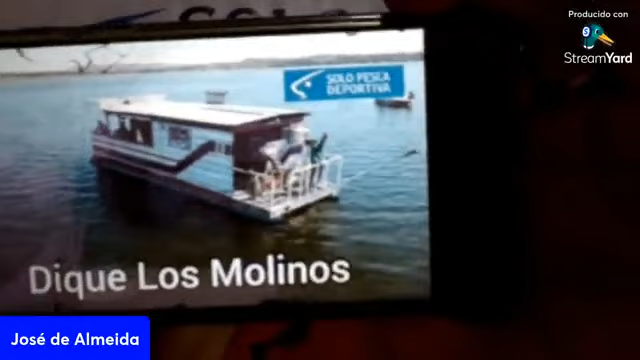 Producido con
StreamYard
SOLO PESCA
DEPORTIVA
Dique Los Molinos
José de Almeida